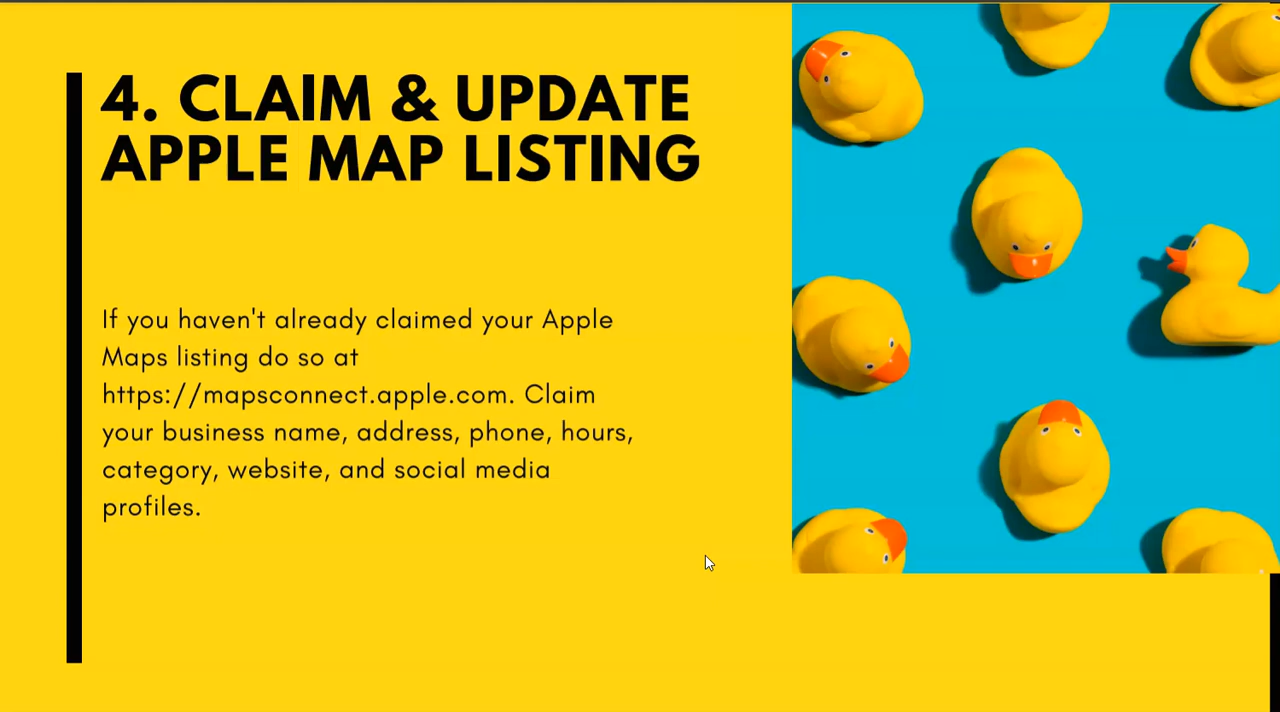 4. CLAIM & UPDATE
APPLE MAP LISTING
If you haven't already claimed your Apple
Maps listing do so at
https://mapsconnect.apple.com. Claim
your business name, address, phone, hours,
category, website, and social media
profiles.